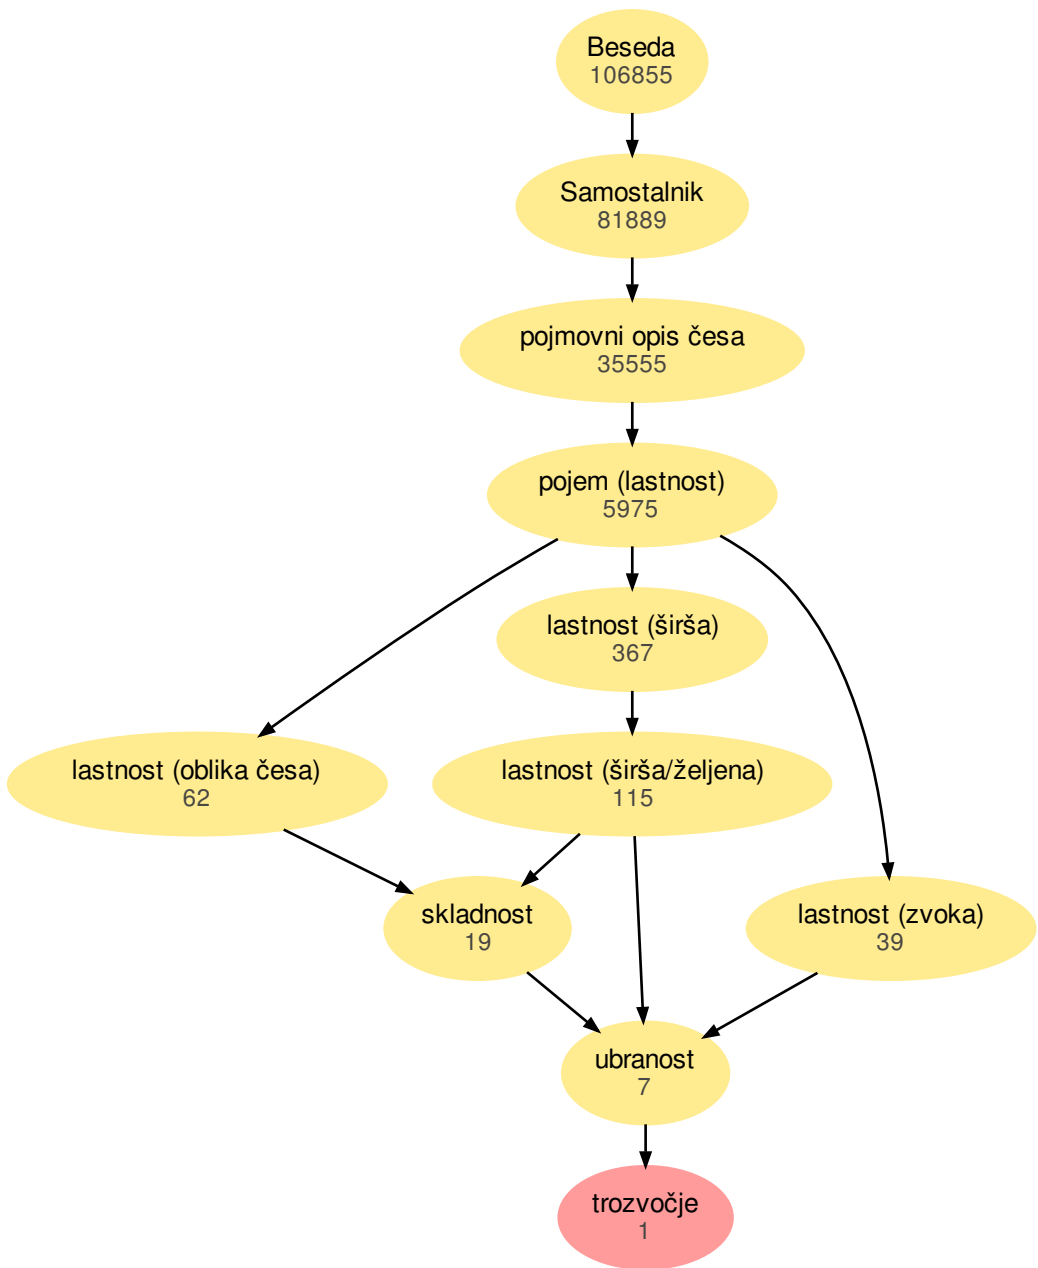 Beseda
106855
Samostalnik
81889
pojmovni opis česa
35555
pojem (lastnost)
5975
lastnost (širša)
367
lastnost (oblika česa)
62
lastnost (širša/željena)
115
skladnost
19
lastnost (zvoka)
39
ubranost
7
trozvočje
1